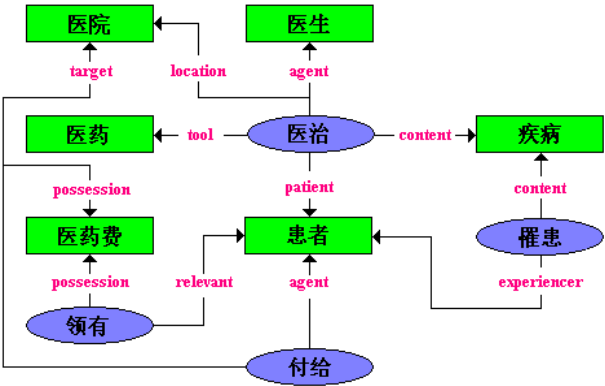 医院
医生
target
location
agent
医药
tool
医治
content
疾病
possession
patient
content
医药费
患者
罹患
possession
relevant
agent
experiencer
领有
付给